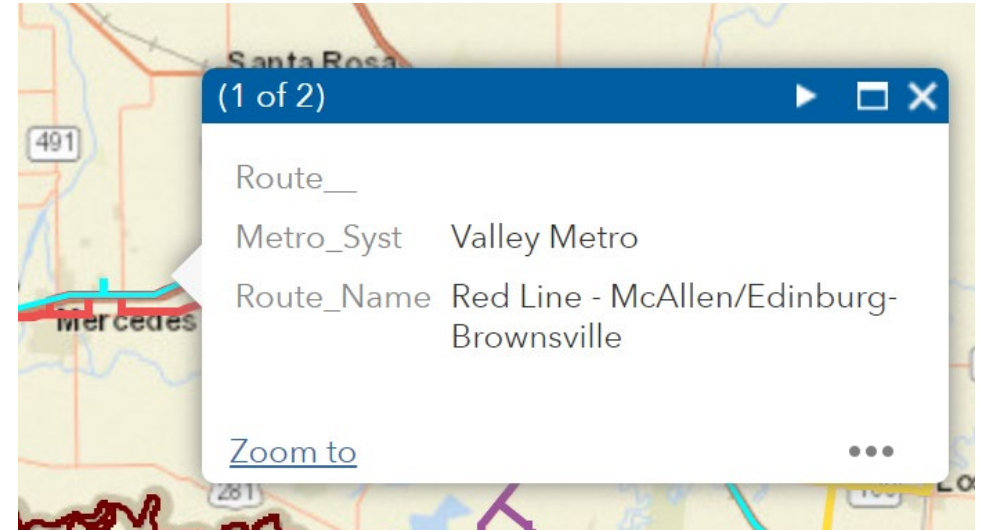 Santa Rosa
(1 of 2)
491
Route__
Metro_Syst Valley Metro
Route_Name Red Line - McAllen/Edinburg-
Brownsville
Mercedes
Zoom to
281